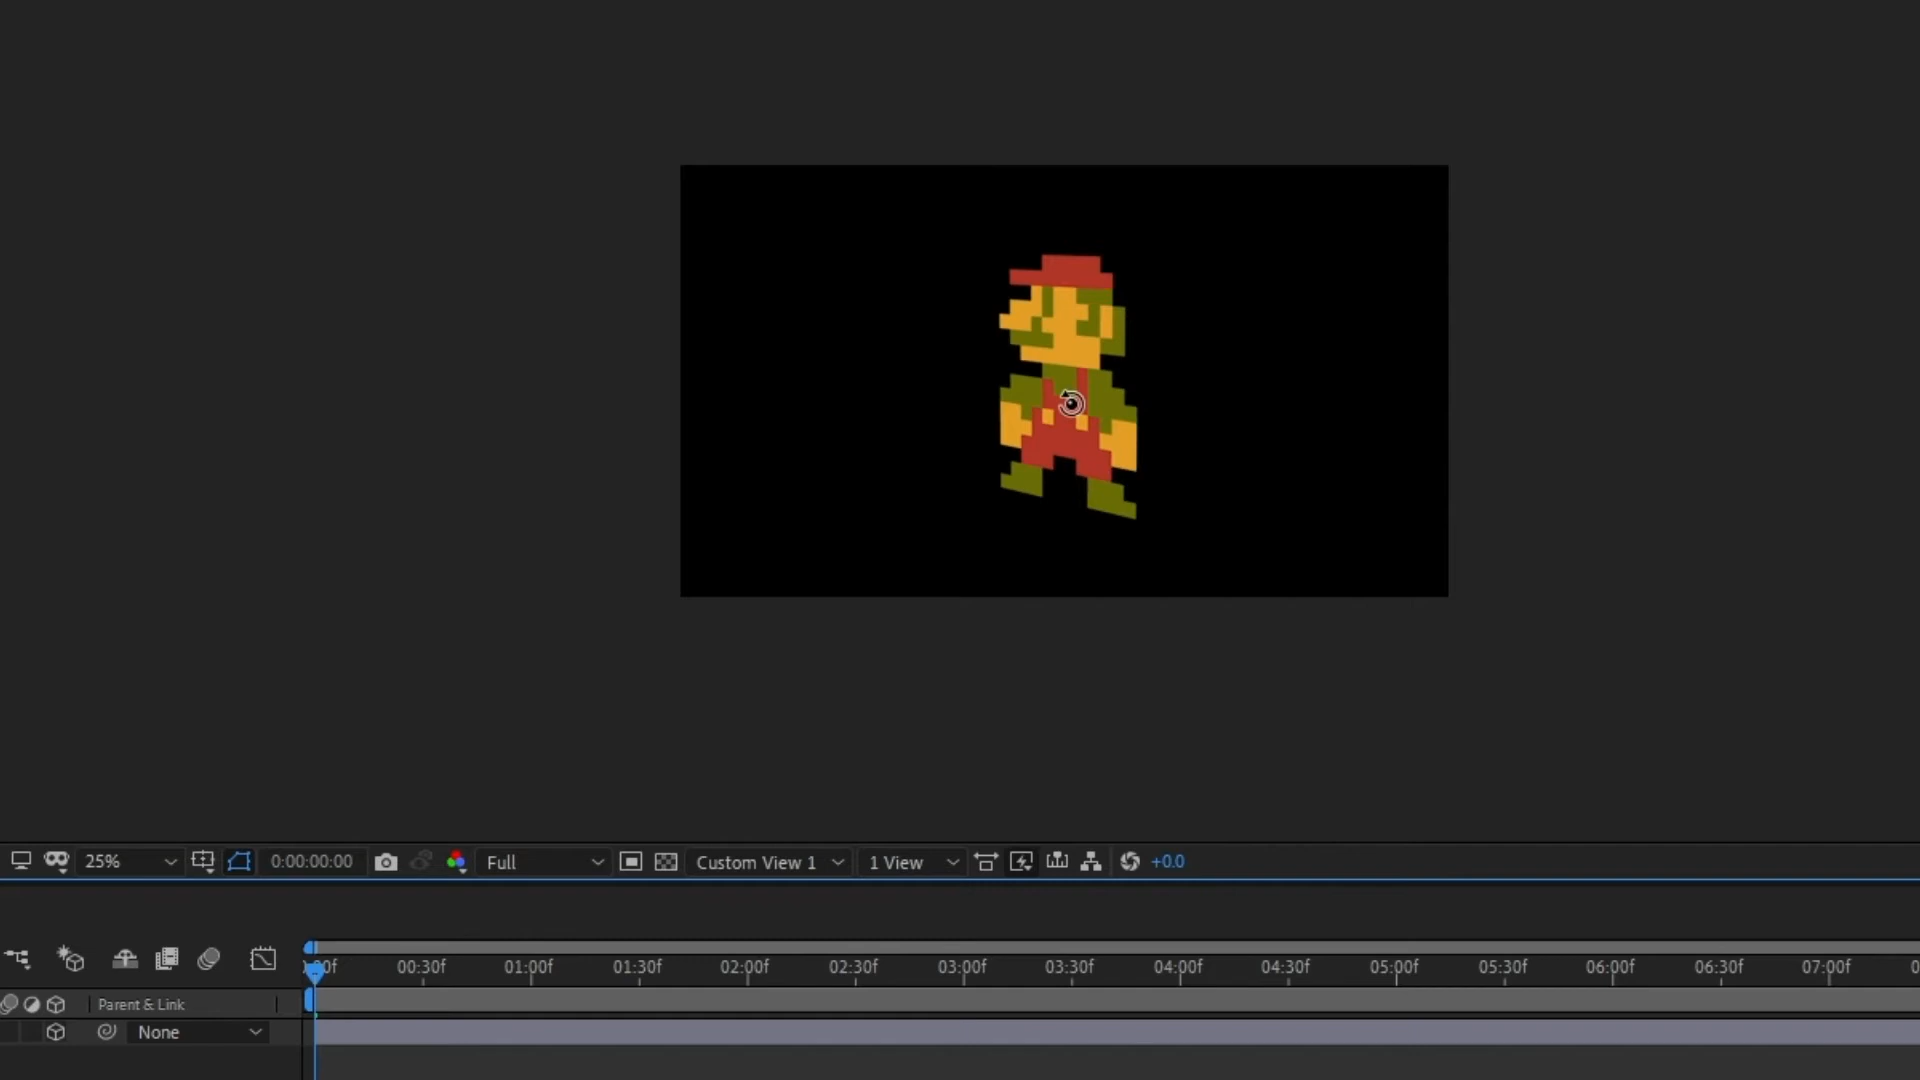 25%
0:00:00:00
Full
Custom View 1
1 View
+0.0
00:30f 01:00f 01:30f 02:00f 02:30f 03:00f 03:30f 04:00f 04:30f 05:00f 05:30f 06:00f 06:30f 07:00f
Parent & Link
None